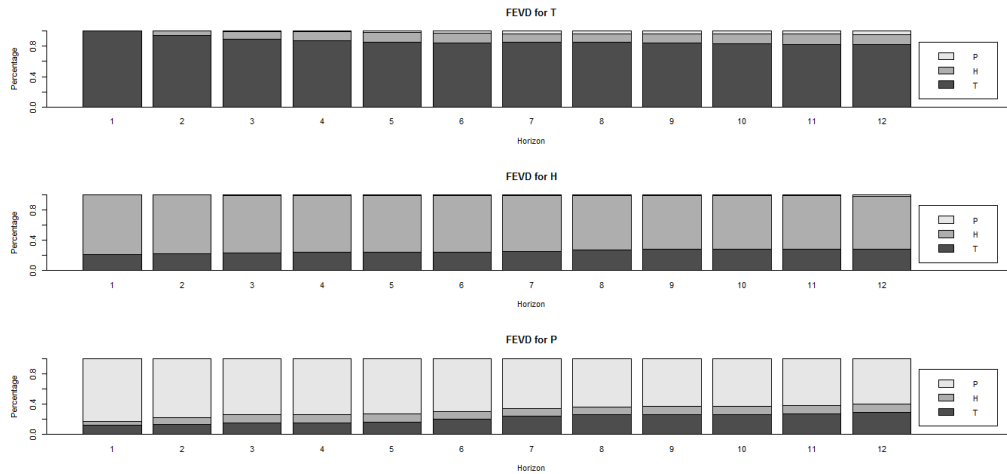 FEVD for T
Percentage
0.0 0.4 0.8
P
H
T
1 2 3 4 5 6 7 8 9 10 11 12
Horizon
FEVD for H
Percentage
0.0 0.4 0.8
P
H
T
1 2 3 4 5 6 7 8 9 10 11 12
Horizon
FEVD for P
Percentage
0.0 0.4 0.8
P
H
T
1 2 3 4 5 6 7 8 9 10 11 12
Horizon